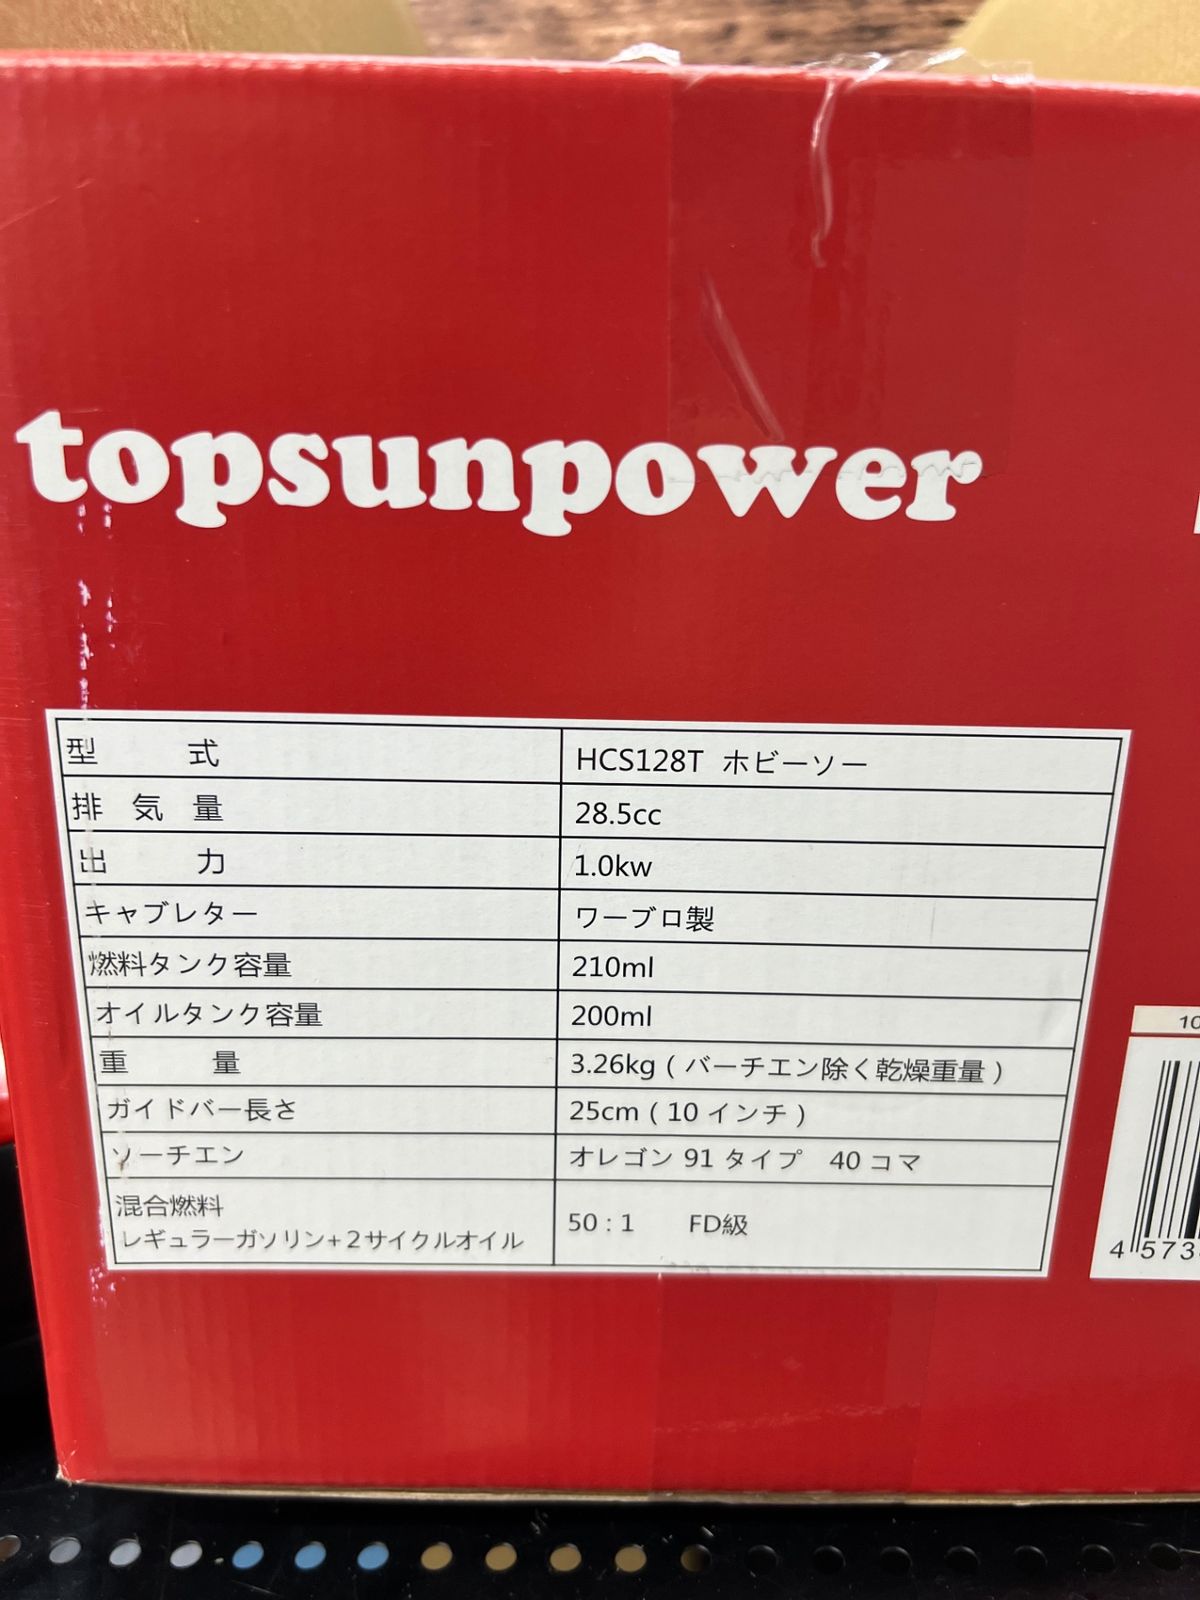 topsunpower
型 式 HCS128T ホビーソー
排 気 量 28.5cc
出 力 1.0kw
キャブレター ワーブロ製
燃料タンク容量 210ml
オイルタンク容量 200ml
重 量 3.26kg ( バーチエン除く乾燥重量 )
ガイドバー長さ 25cm ( 10 インチ )
ソーチエン オレゴン 91 タイプ 40 コマ
混合燃料
レギュラーガソリン+2サイクルオイル 50 : 1 FD級
10
4 573